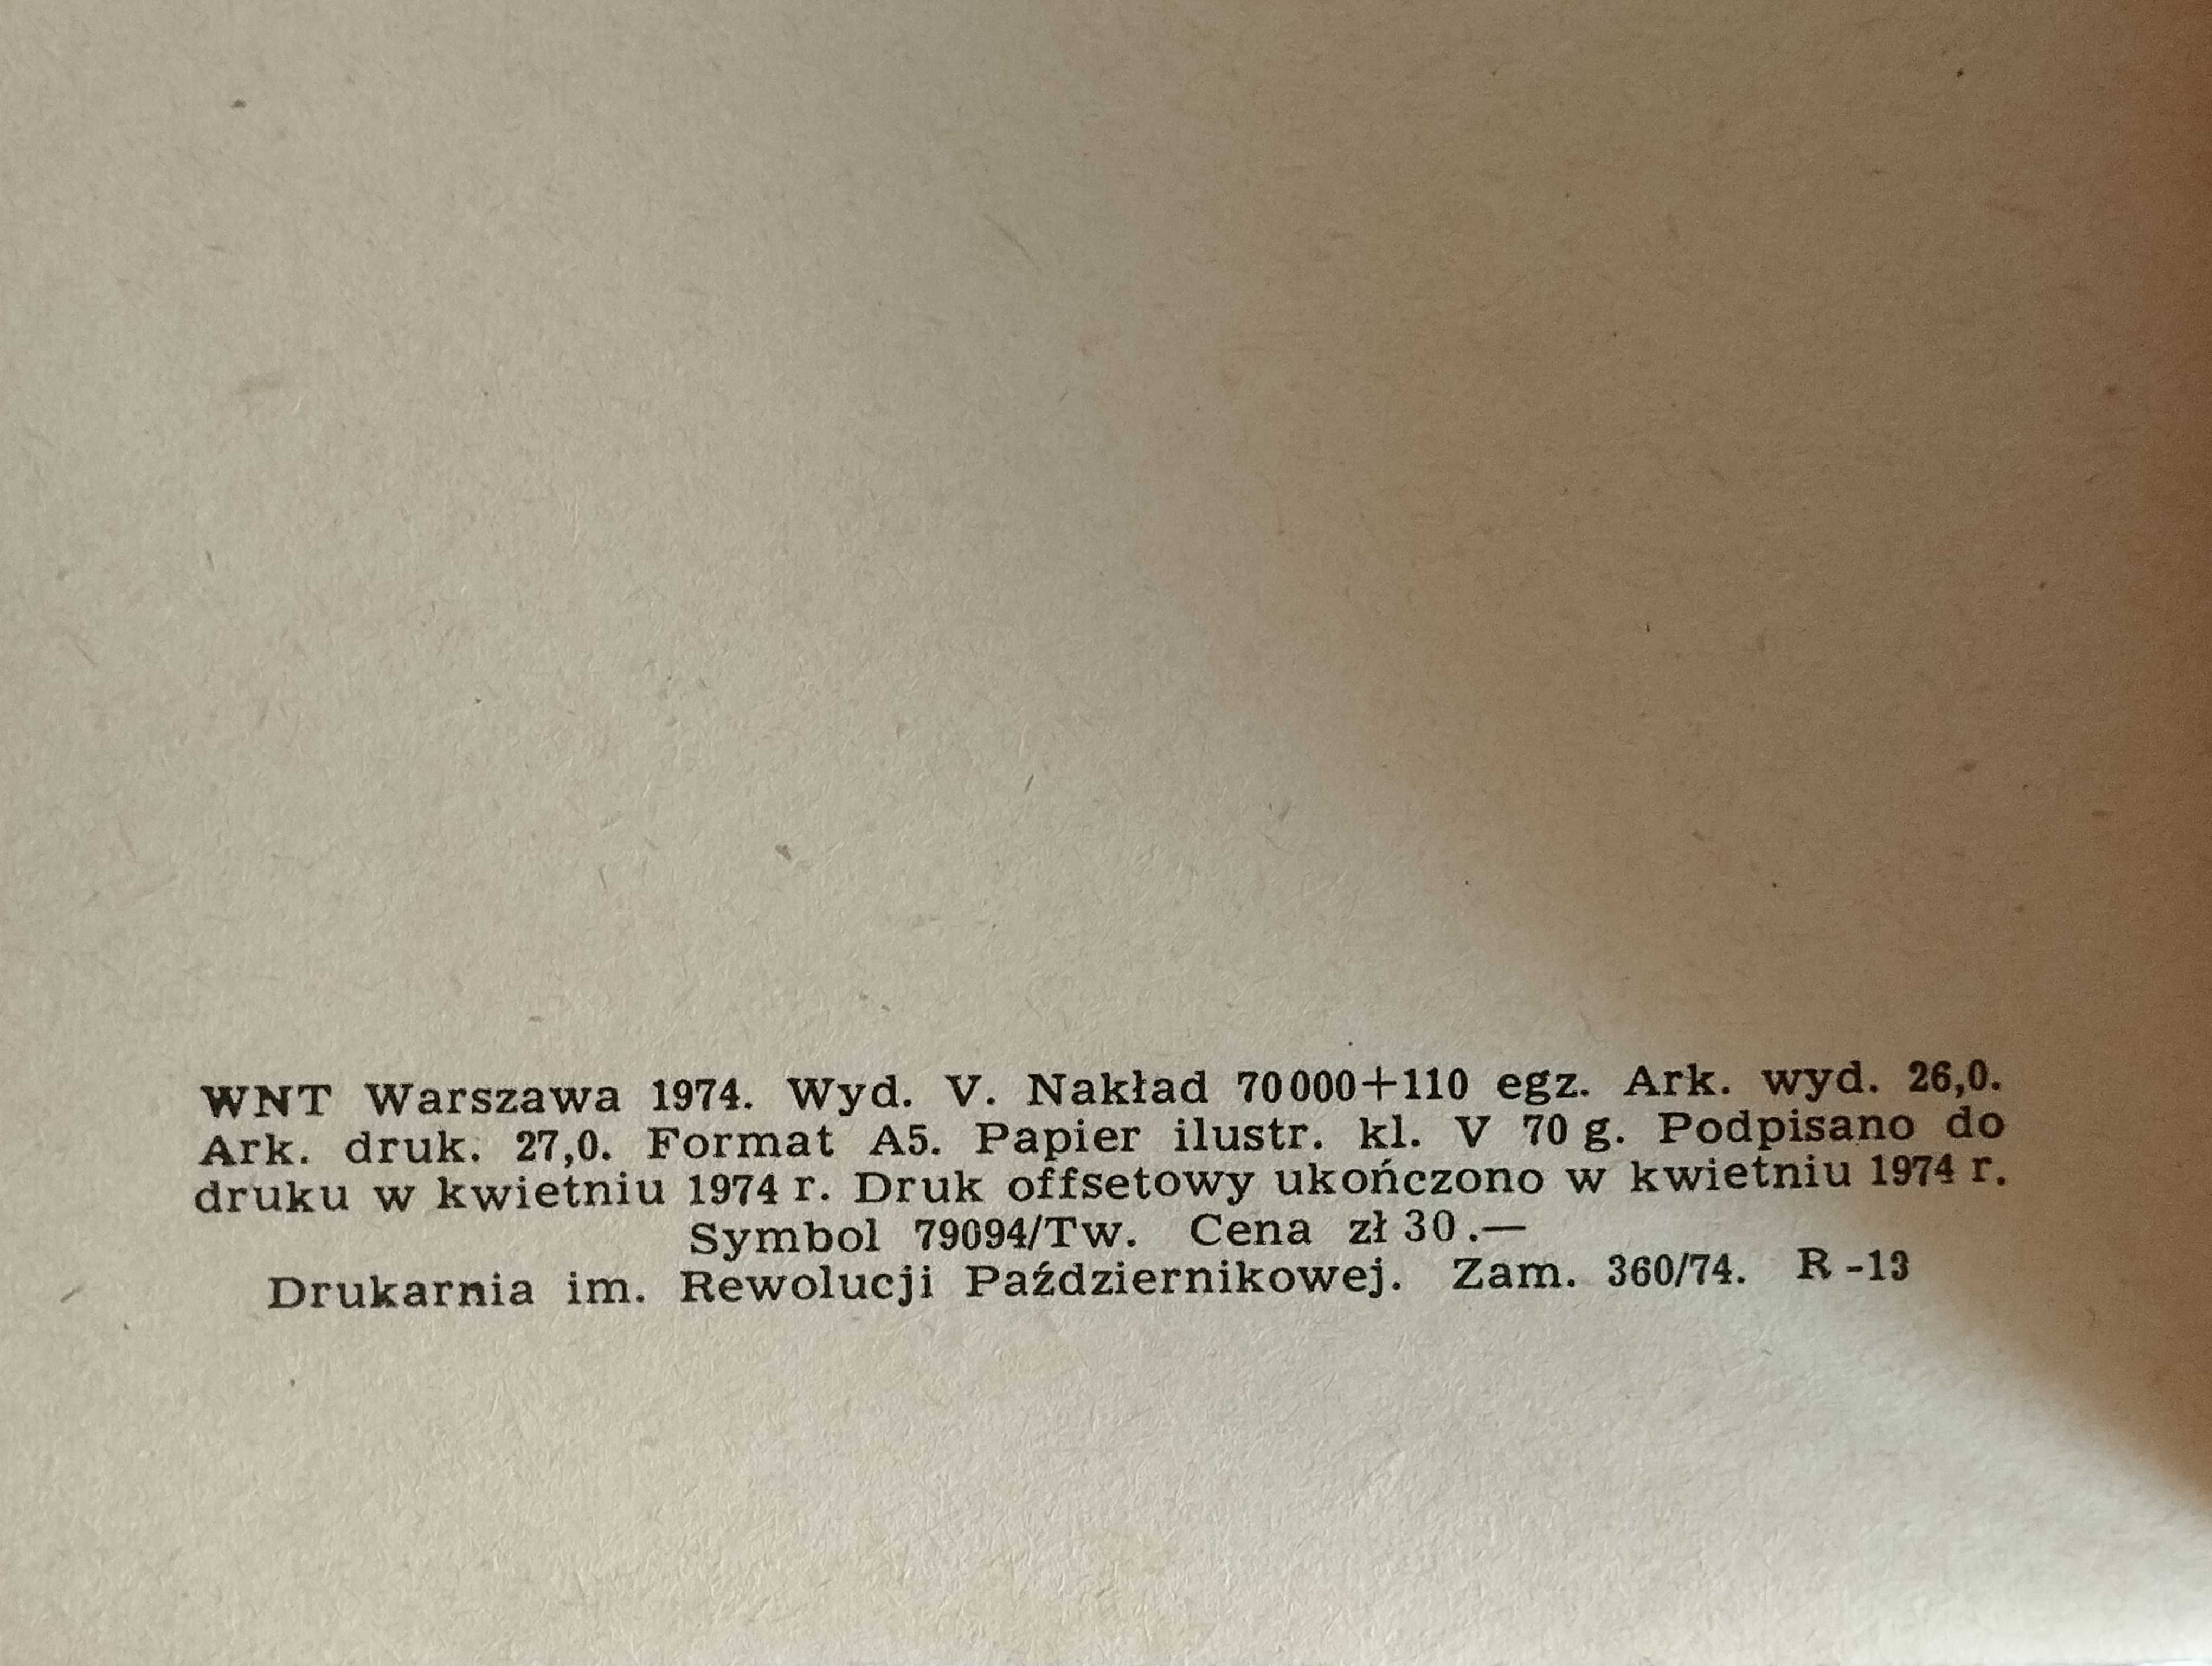 WNT Warszawa 1974. Wyd. V. Nakład 70000+110 egz. Ark. wyd. 26,0.
Ark. druk. 27,0. Format A5. Papier ilustr. kl. V 70 g. Podpisano do
druku w kwietniu 1974 r. Druk offsetowy ukończono w kwietniu 1974 r.
Symbol 79094/Tw. Cena zł 30.—
Drukarnia im. Rewolucji Październikowej. Zam. 360/74. R-13